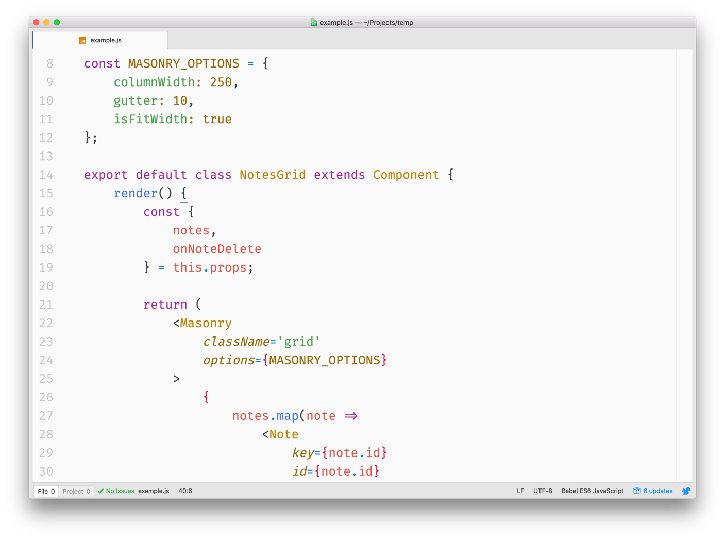 example.js — ~/Projects/temp
example.js
8 const MASONRY_OPTIONS = {
9 columnWidth: 250,
10 gutter: 10,
11 isFitWidth: true
12 };
13
14 export default class NotesGrid extends Component {
15 render() {
16 const {
17 notes,
18 onNoteDelete
19 } = this.props;
20
21 return (
22 <Masonry
23 className='grid'
24 options={MASONRY_OPTIONS}
25 >
26 {
27 notes.map(note =>
28 <Note
29 key={note.id}
30 id={note.id}
File 0 Project 0 ✓ No Issues example.js 40:8 LF UTF-8 Babel ES6 JavaScript 8 updates